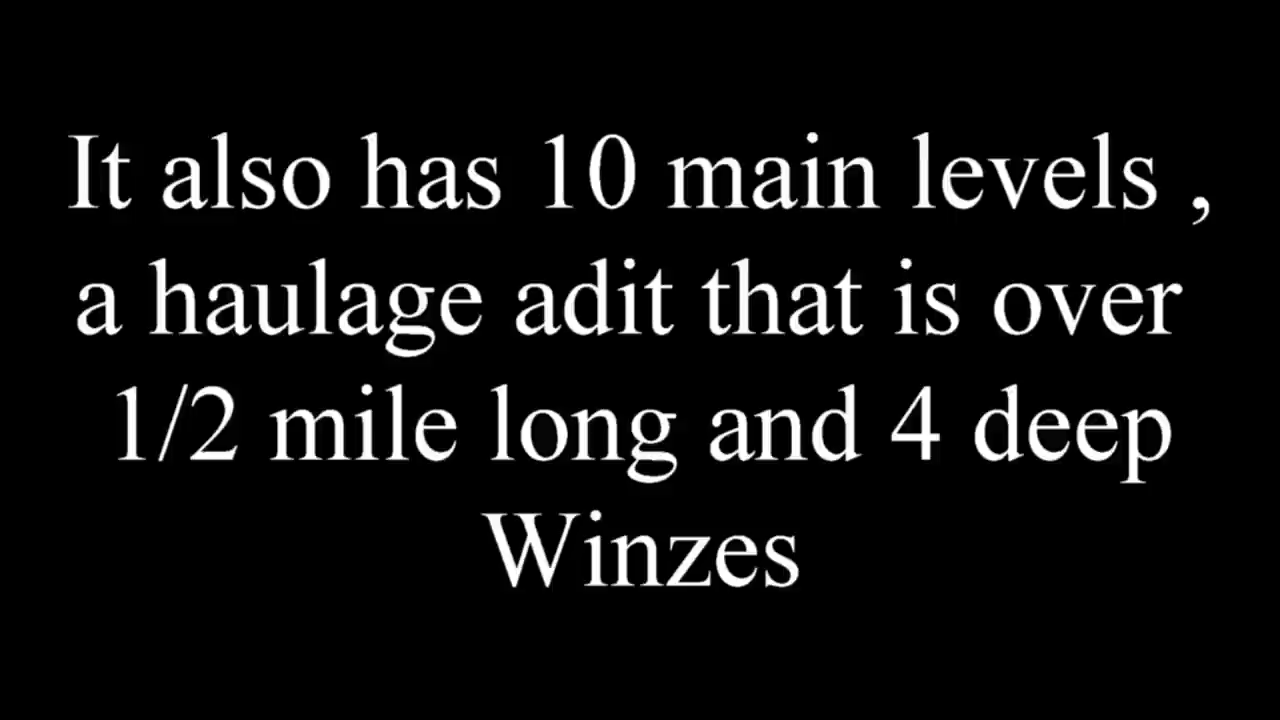 It also has 10 main levels ,
a haulage adit that is over
1/2 mile long and 4 deep
Winzes